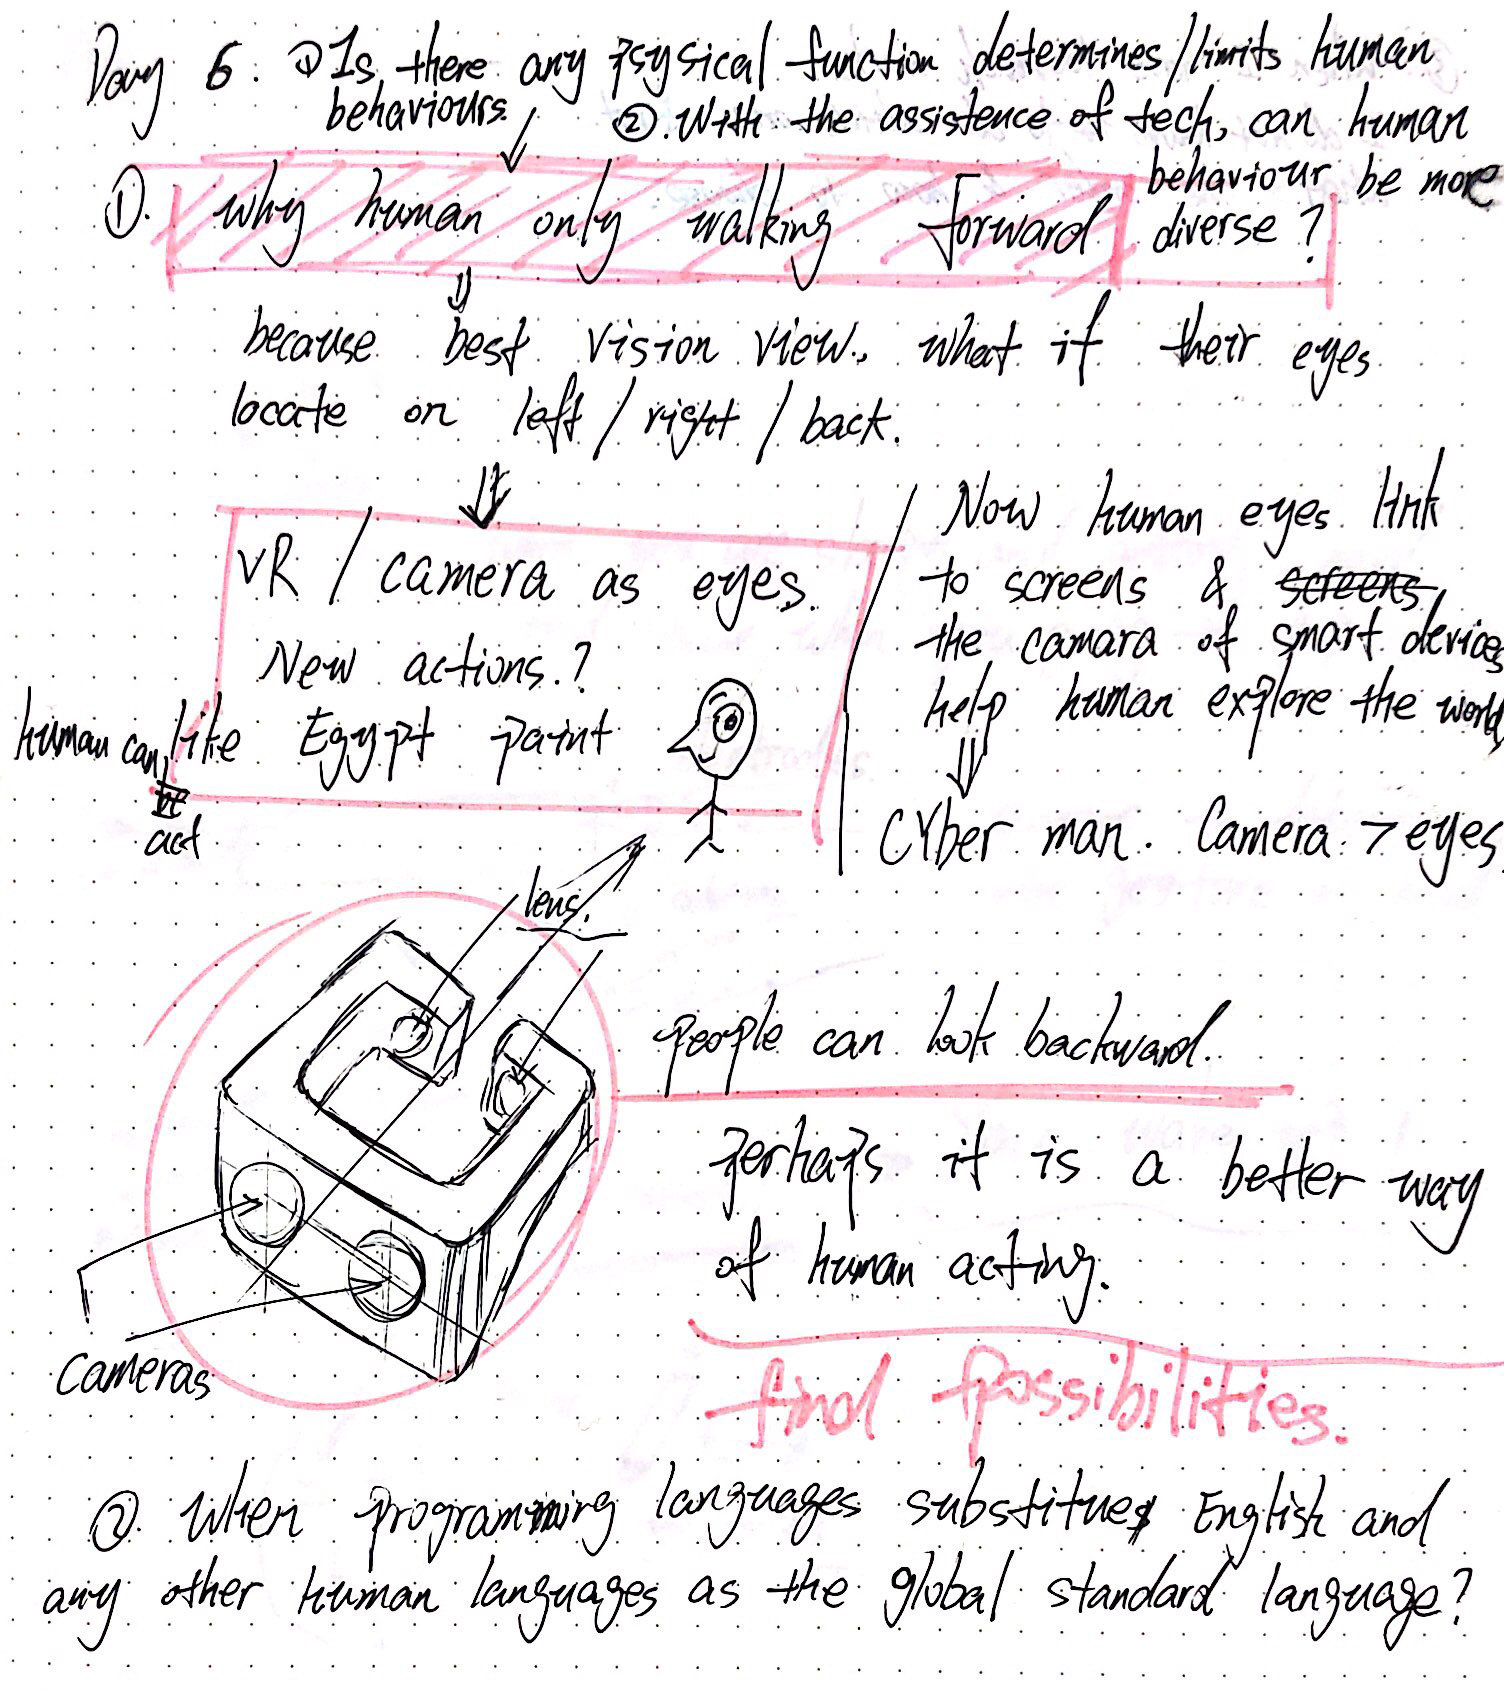 Day 6. ① Is there any psysical function determines/limits human
behaviours.
②. With the assistence of tech, can human
behaviour be more
diverse ?
①. why human only walking forward
because best vision view. what if their eyes
locate on left / right / back.
VR / camera as eyes.
New actions.?
human can like Egypt paint
act
Now human eyes link
to screens & screens
the camara of smart devices
help human explore the world
CYber man. Camera > eyes
lens.
people can look backward.
Perhaps it is a better way
of human acting.
Cameras
find possibilities.
②. When programming languages substitues English and
any other human languages as the global standard language?